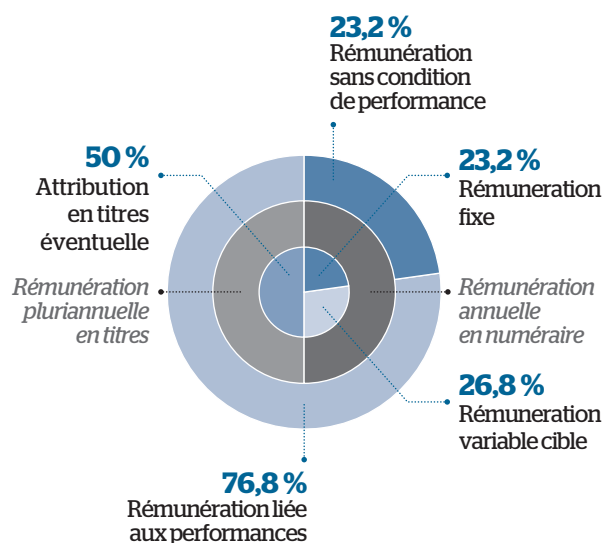 23,2 %
Rémunération
sans condition
de performance
50 %
Attribution
en titres
éventuelle
23,2 %
Rémuneration
fixe
Rémunération
pluriannuelle
en titres
Rémunération
annuelle
en numéraire
26,8 %
Rémuneration
variable cible
76,8 %
Rémunération liée
aux performances